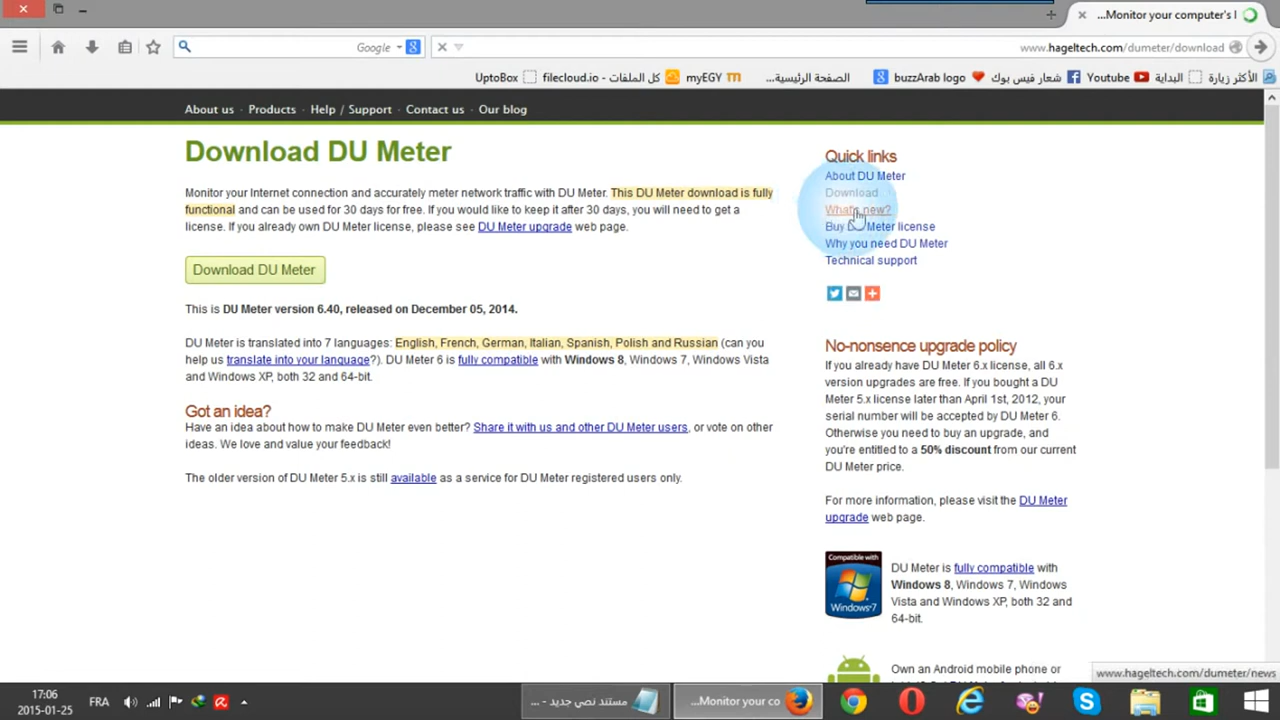 ...Monitor your computer's I
Google
www.hageltech.com/dumeter/download
UptoBox
filecloud.io - كل الملفات
myEGY
الصفحة الرئيسية...
buzzArab logo
شعار فيس بوك
Youtube
البداية
الأكثر زيارة
About us · Products · Help / Support · Contact us · Our blog
Download DU Meter
Monitor your Internet connection and accurately meter network traffic with DU Meter. This DU Meter download is fully
functional and can be used for 30 days for free. If you would like to keep it after 30 days, you will need to get a
license. If you already own DU Meter license, please see DU Meter upgrade web page.
Download DU Meter
This is DU Meter version 6.40, released on December 05, 2014.
DU Meter is translated into 7 languages: English, French, German, Italian, Spanish, Polish and Russian (can you
help us translate into your language?). DU Meter 6 is fully compatible with Windows 8, Windows 7, Windows Vista
and Windows XP, both 32 and 64-bit.
Got an idea?
Have an idea about how to make DU Meter even better? Share it with us and other DU Meter users, or vote on other
ideas. We love and value your feedback!
The older version of DU Meter 5.x is still available as a service for DU Meter registered users only.
Quick links
About DU Meter
Download
What's new?
Buy DU Meter license
Why you need DU Meter
Technical support
No-nonsense upgrade policy
If you already have DU Meter 6.x license, all 6.x
version upgrades are free. If you bought a DU
Meter 5.x license later than April 1st, 2012, your
serial number will be accepted by DU Meter 6.
Otherwise you need to buy an upgrade, and
you're entitled to a 50% discount from our current
DU Meter price.
For more information, please visit the DU Meter
upgrade web page.
Compatible with
Windows 7
DU Meter is fully compatible with
Windows 8, Windows 7, Windows
Vista and Windows XP, both 32 and
64-bit.
Own an Android mobile phone or
www.hageltech.com/dumeter/news
17:06
2015-01-25
FRA
مستند نصي جديد - ...
...Monitor your co